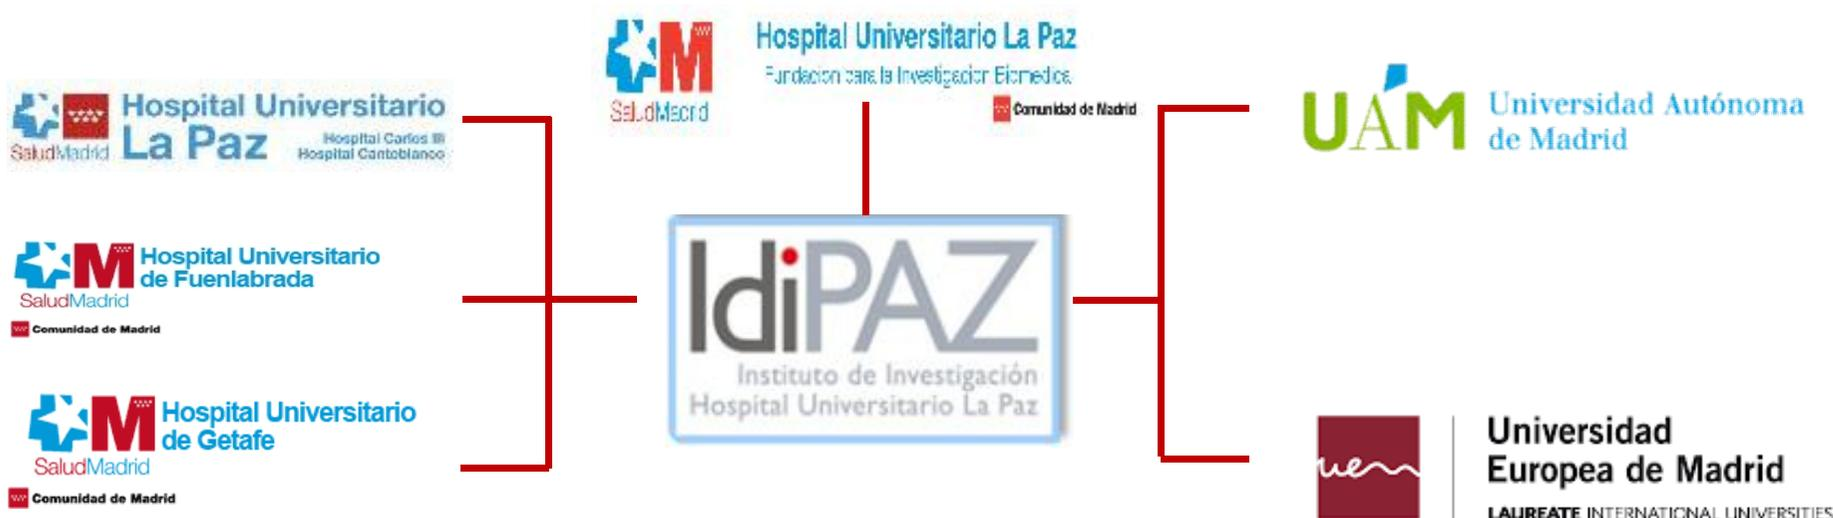 SaludMadrid
Hospital Universitario La Paz
Fundacion para la Investigacion Biomedica
Comunidad de Madrid
SaludMadrid
Hospital Universitario
La Paz
Hospital Carlos III
Hospital Cantoblanco
UAM
Universidad Autónoma
de Madrid
M
Hospital Universitario
de Fuenlabrada
SaludMadrid
Comunidad de Madrid
IdiPAZ
Instituto de Investigación
Hospital Universitario La Paz
M
Hospital Universitario
de Getafe
SaludMadrid
Comunidad de Madrid
uem
Universidad
Europea de Madrid
LAUREATE INTERNATIONAL UNIVERSITIES